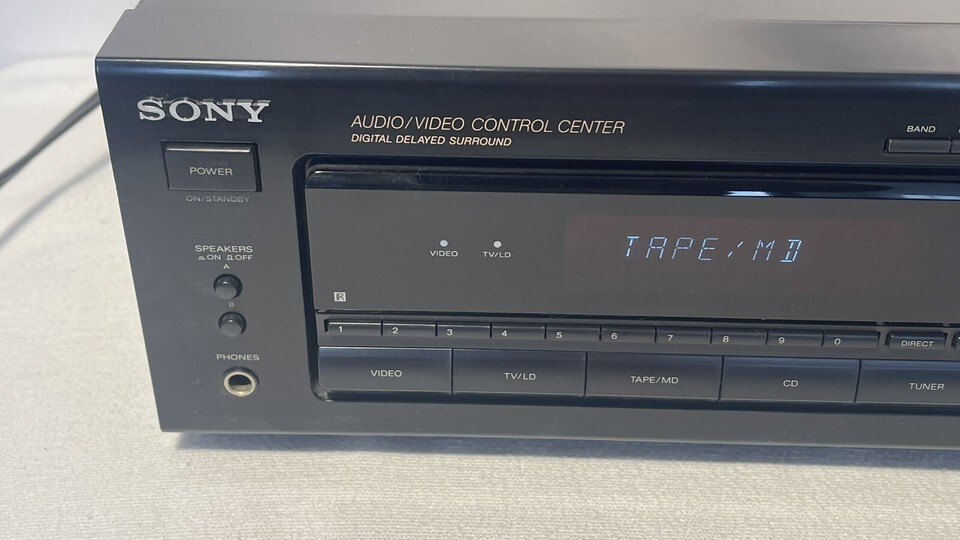 SONY
AUDIO/VIDEO CONTROL CENTER
DIGITAL DELAYED SURROUND
BAND
POWER
ON/STANDBY
VIDEO TV/LD
TAPE/MD
SPEAKERS
ON OFF
A
B
PHONES
R
1 2 3 4 5 6 7 8 9 0 DIRECT
VIDEO TV/LD TAPE/MD CD TUNER